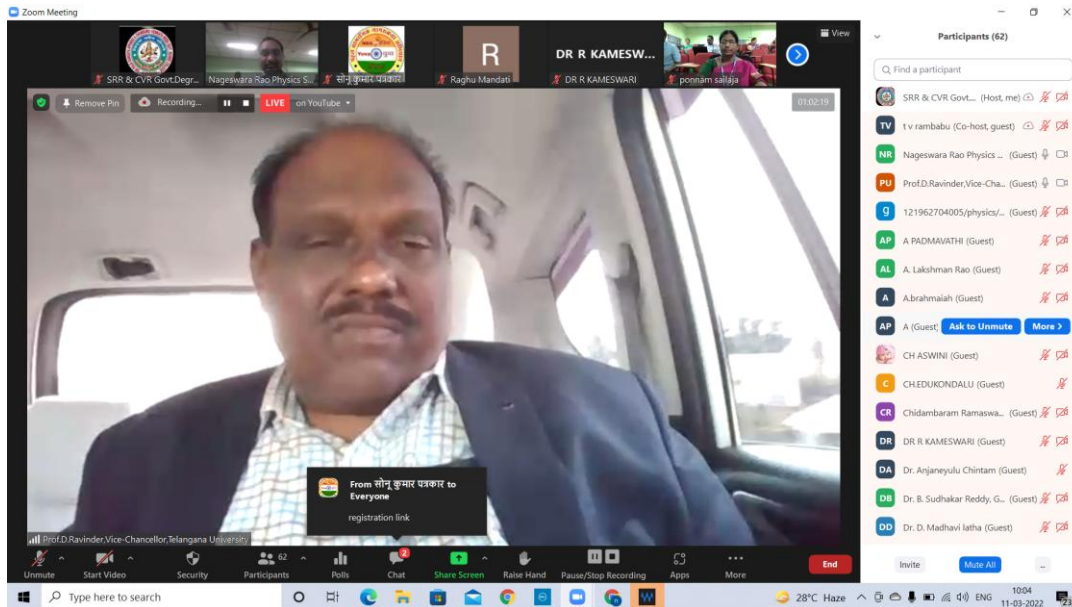 Zoom Meeting
View
SRR & CVR Govt.Degr...
Nageswara Rao Physics S...
सोनू कुमार पत्रकार
R
Raghu Mandati
DR R KAMESW...
DR R KAMESWARI
ponnam sailaja
Remove Pin
Recording...
LIVE on YouTube
01:02:19
From सोनू कुमार पत्रकार to
Everyone
registration link
Prof.D.Ravinder,Vice-Chancellor,Telangana University
Unmute
Start Video
Security
62
Participants
Polls
2
Chat
Share Screen
Raise Hand
Pause/Stop Recording
Apps
More
End
Participants (62)
Find a participant
SRR & CVR Govt.... (Host, me)
TV t v rambabu (Co-host, guest)
NR Nageswara Rao Physics ... (Guest)
PU Prof.D.Ravinder,Vice-Cha... (Guest)
g 121962704005/physics/... (Guest)
AP A PADMAVATHI (Guest)
AL A. Lakshman Rao (Guest)
A A.brahmaiah (Guest)
AP A (Guest) Ask to Unmute More >
CH ASWINI (Guest)
C CH.EDUKONDALU (Guest)
CR Chidambaram Ramaswa... (Guest)
DR DR R KAMESWARI (Guest)
DA Dr. Anjaneyulu Chintam (Guest)
DB Dr. B. Sudhakar Reddy, G... (Guest)
DD Dr. D. Madhavi latha (Guest)
Invite
Mute All
...
Type here to search
28°C Haze
ENG
10:04
11-03-2022